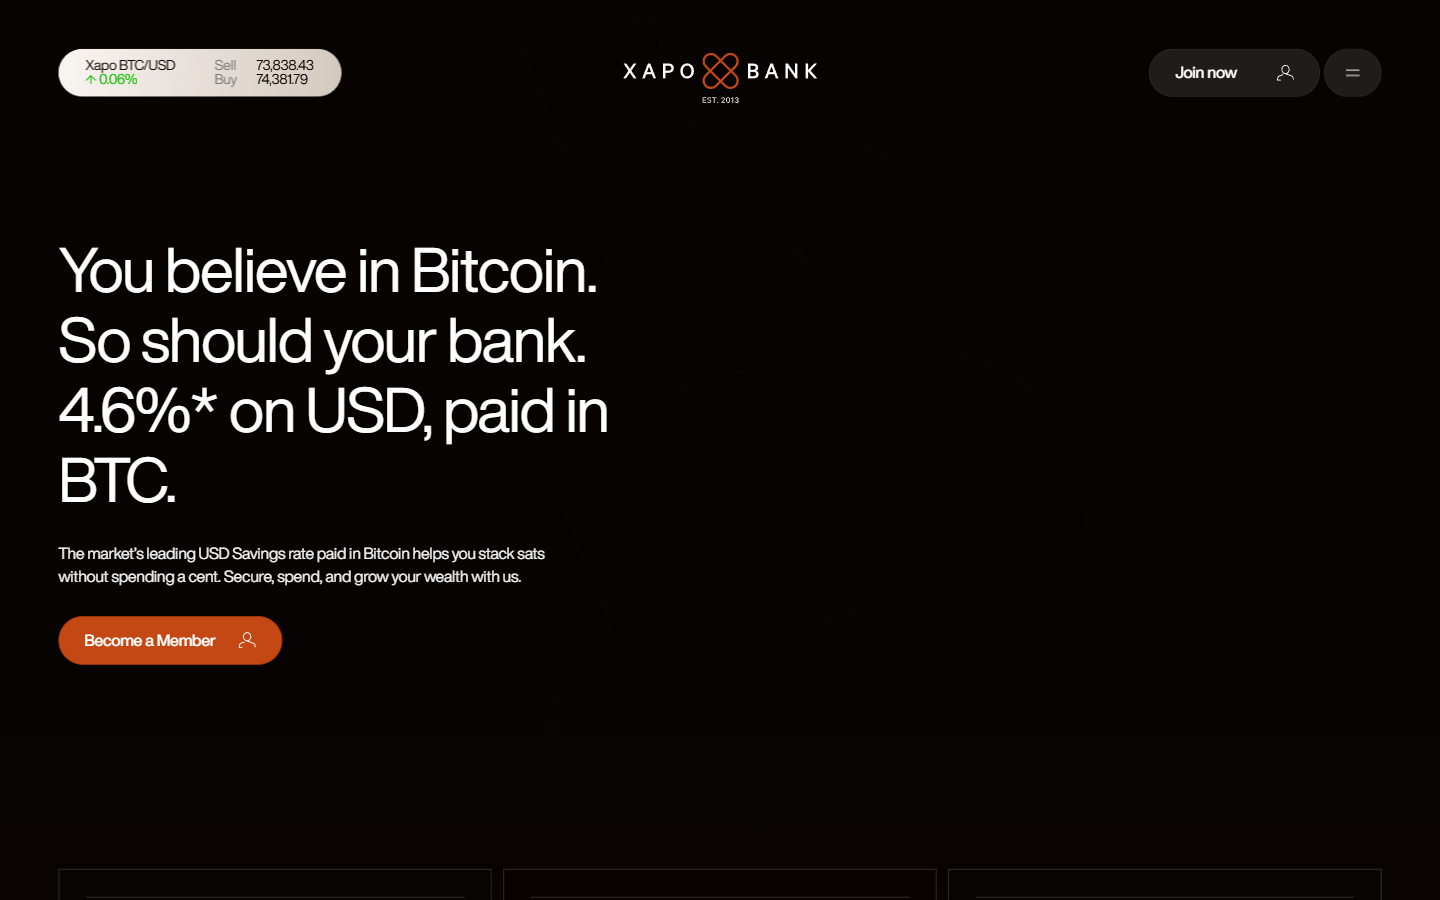 Xapo BTC/USD Sell 73,838.43
↑ 0.06% Buy 74,381.79
XAPO BANK
EST. 2013
Join now
You believe in Bitcoin.
So should your bank.
4.6%* on USD, paid in
BTC.
The market's leading USD Savings rate paid in Bitcoin helps you stack sats
without spending a cent. Secure, spend, and grow your wealth with us.
Become a Member